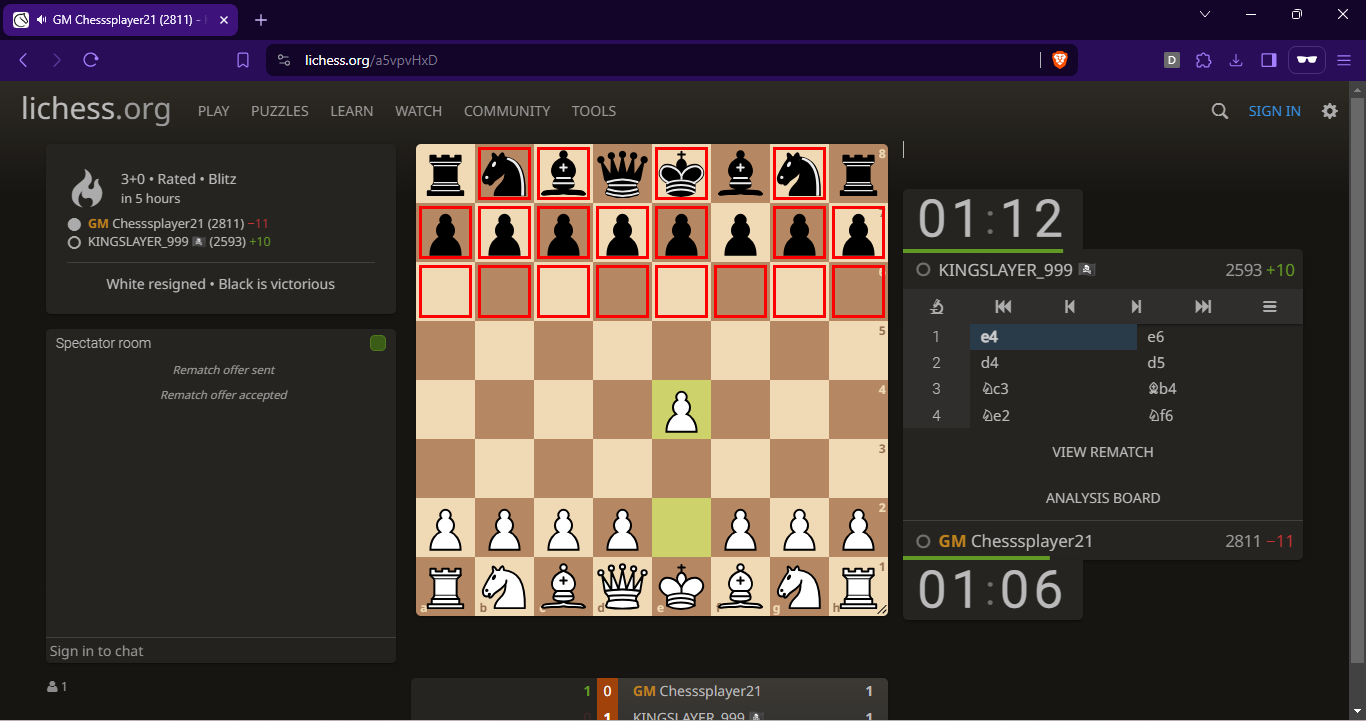 GM Chesssplayer21 (2811) -
lichess.org/a5vpvHxD
D
lichess.org
PLAY
PUZZLES
LEARN
WATCH
COMMUNITY
TOOLS
SIGN IN
3+0 • Rated • Blitz
in 5 hours
GM Chesssplayer21 (2811) −11
KINGSLAYER_999 (2593) +10
White resigned • Black is victorious
Spectator room
Rematch offer sent
Rematch offer accepted
Sign in to chat
1
8
7
6
5
4
3
2
1
a b c d e f g h
01:12
KINGSLAYER_999 2593 +10
1 e4 e6
2 d4 d5
3 ♘c3 ♝b4
4 ♘e2 ♘f6
VIEW REMATCH
ANALYSIS BOARD
GM Chesssplayer21 2811 −11
01:06
1 0 GM Chesssplayer21 1
0 1 KINGSLAYER_999 1